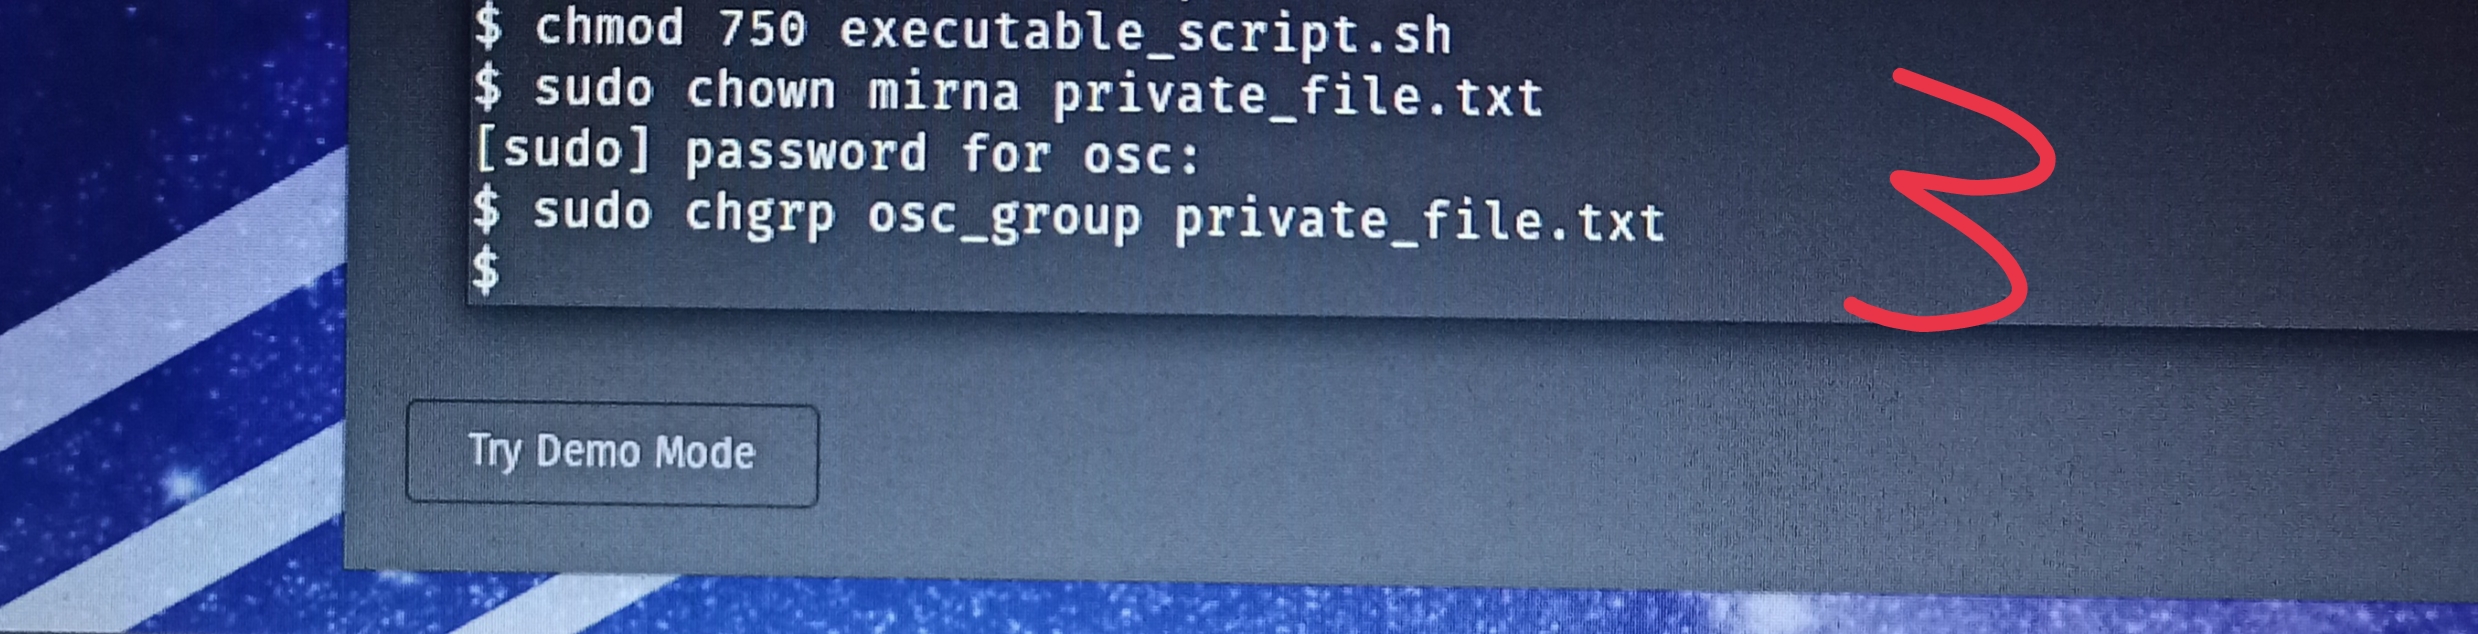 $ chmod 750 executable_script.sh
$ sudo chown mirna private_file.txt
[sudo] password for osc:
$ sudo chgrp osc_group private_file.txt
$
3
Try Demo Mode